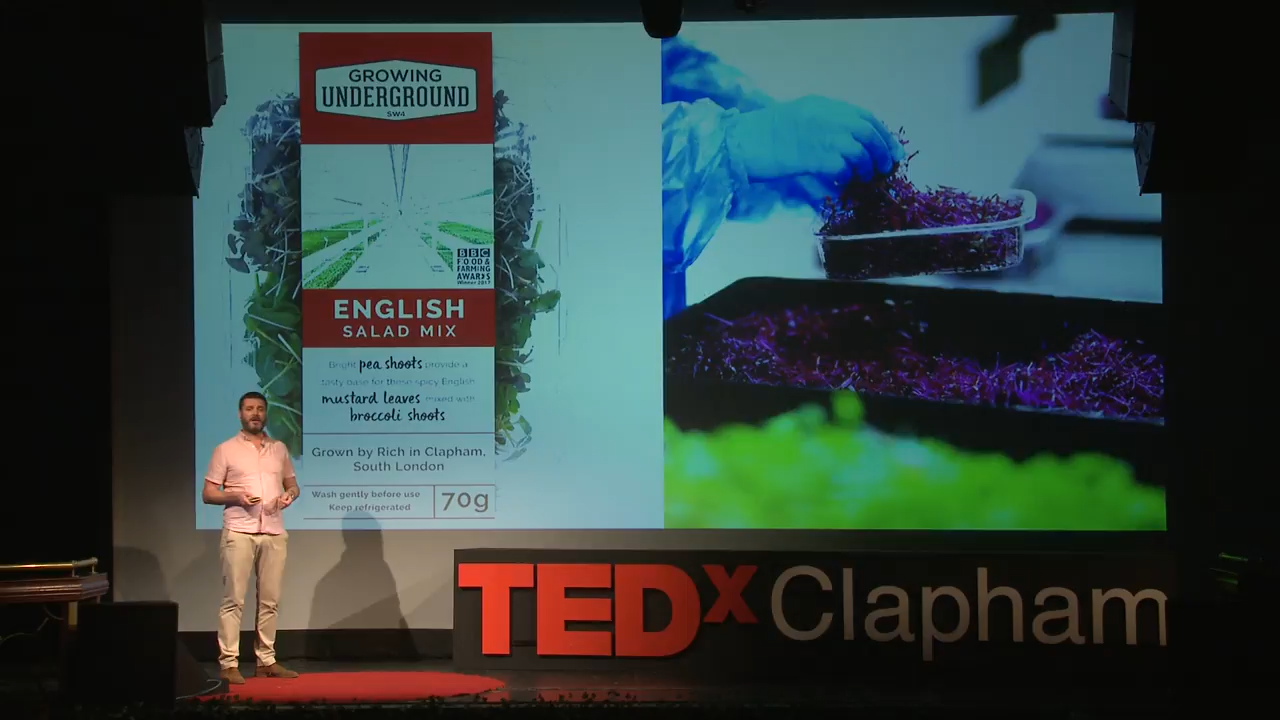 GROWING
UNDERGROUND
SW4
BBC
FOOD &
FARMING
AWARDS
Winner 2017
ENGLISH
SALAD MIX
Bright pea shoots provide a
tasty base for these spicy English
mustard leaves mixed with
broccoli shoots
Grown by Rich in Clapham,
South London
Wash gently before use
Keep refrigerated
70g
TEDxClapham